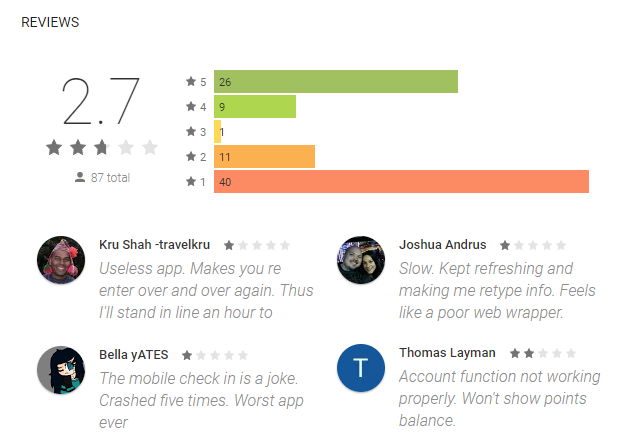 REVIEWS
2.7
87 total
5 26
4 9
3 1
2 11
1 40
Kru Shah -travelkru
Useless app. Makes you re
enter over and over again. Thus
I'll stand in line an hour to
Joshua Andrus
Slow. Kept refreshing and
making me retype info. Feels
like a poor web wrapper.
Bella yATES
The mobile check in is a joke.
Crashed five times. Worst app
ever
T
Thomas Layman
Account function not working
properly. Won't show points
balance.